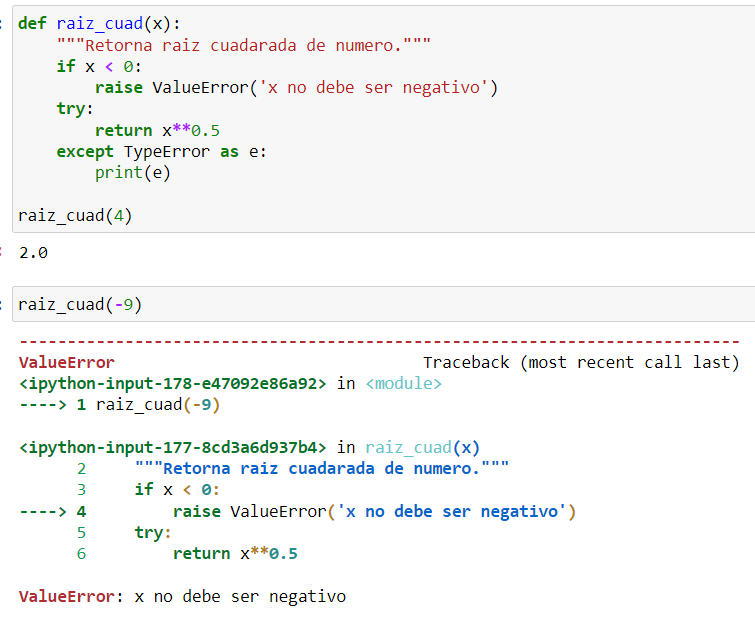 def raiz_cuad(x):
    """Retorna raiz cuadarada de numero."""
    if x < 0:
        raise ValueError('x no debe ser negativo')
    try:
        return x**0.5
    except TypeError as e:
        print(e)

raiz_cuad(4)
2.0
raiz_cuad(-9)
---------------------------------------------------------------------------
ValueError                                Traceback (most recent call last)
<ipython-input-178-e47092e86a92> in <module>
----> 1 raiz_cuad(-9)

<ipython-input-177-8cd3a6d937b4> in raiz_cuad(x)
      2     """Retorna raiz cuadarada de numero."""
      3     if x < 0:
----> 4         raise ValueError('x no debe ser negativo')
      5     try:
      6         return x**0.5

ValueError: x no debe ser negativo